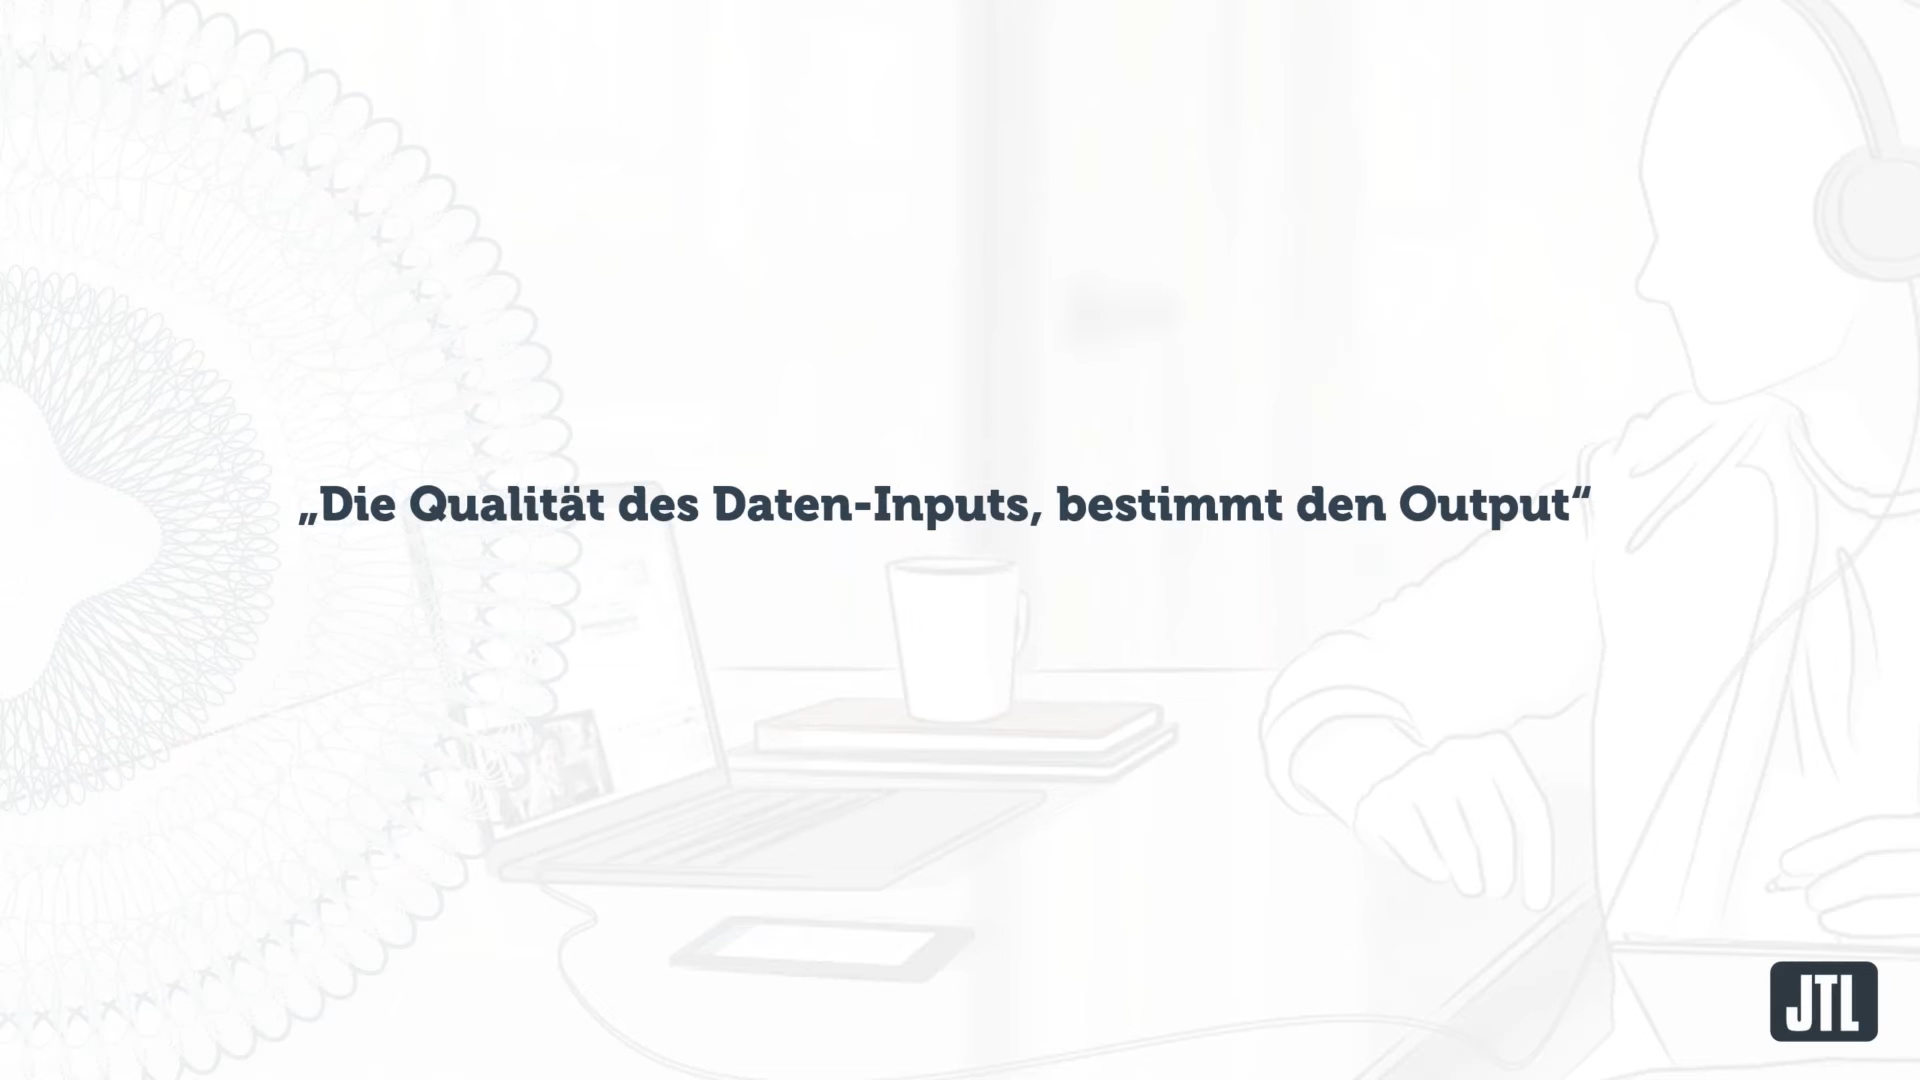 „Die Qualität des Daten-Inputs, bestimmt den Output“
JTL